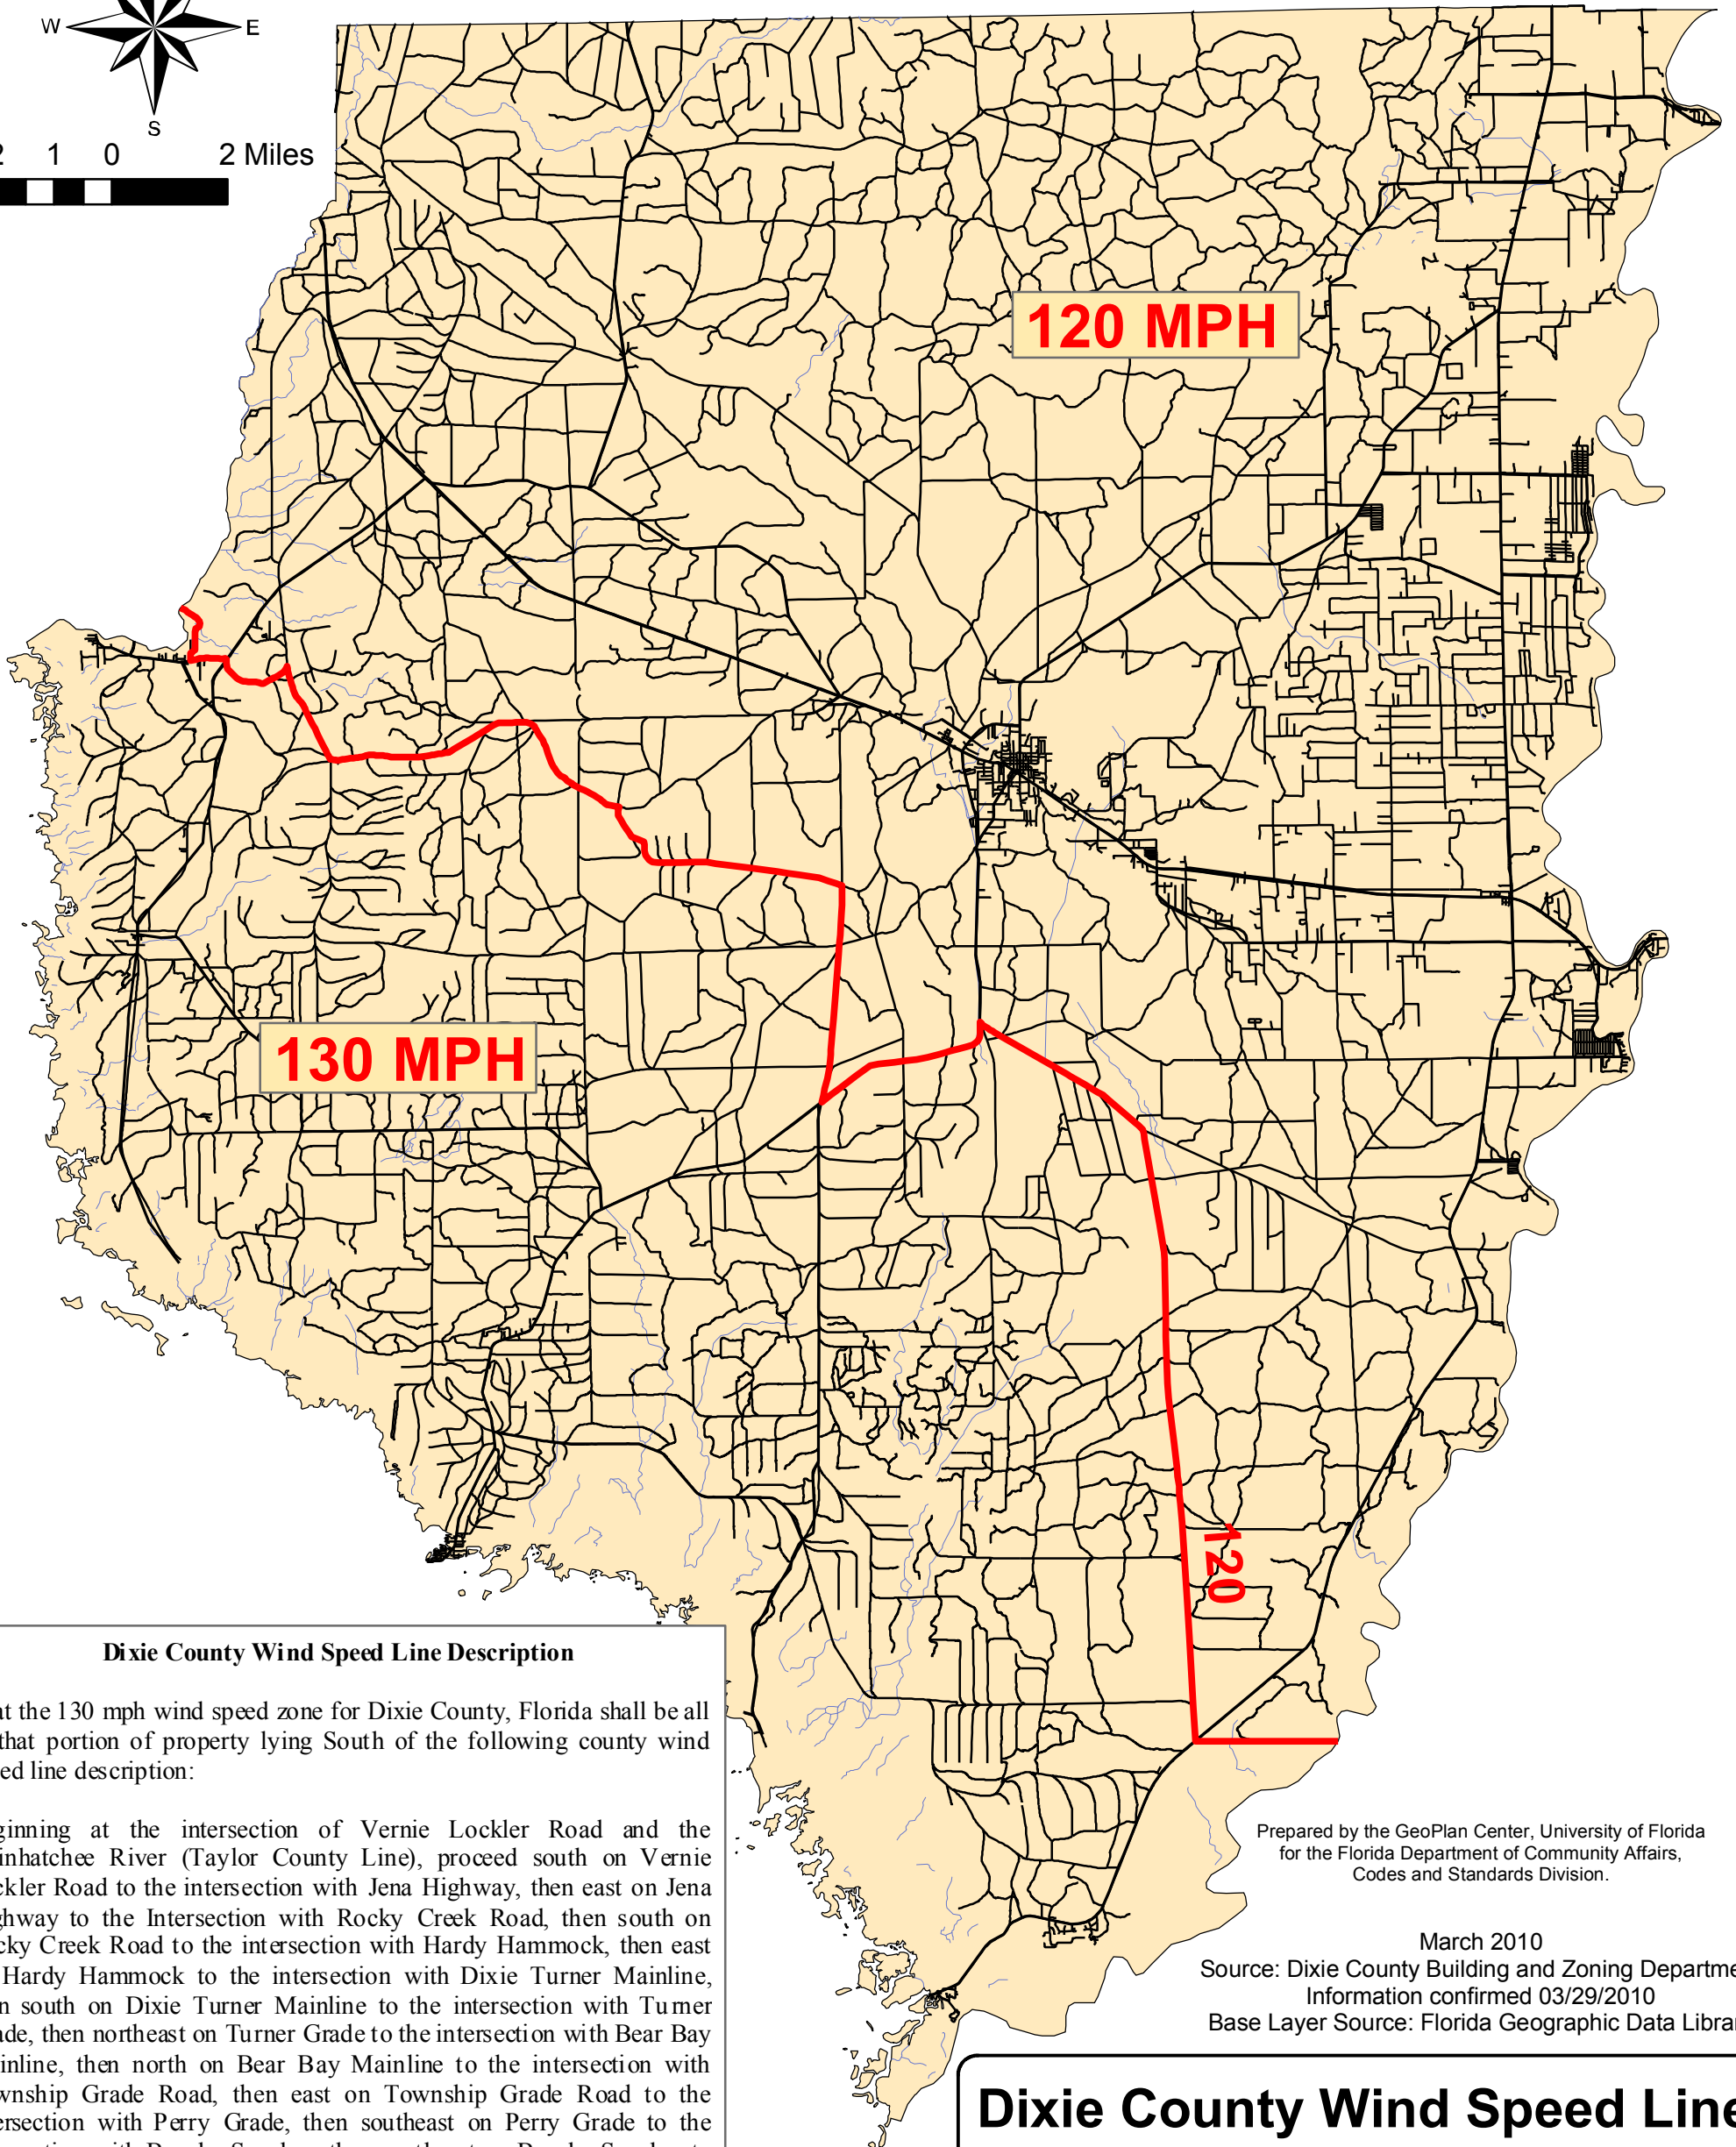 W E
S
2 1 0 2 Miles
120 MPH
130 MPH
120
Dixie County Wind Speed Line Description
at the 130 mph wind speed zone for Dixie County, Florida shall be all
that portion of property lying South of the following county wind
ed line description:
ginning at the intersection of Vernie Lockler Road and the
inhatchee River (Taylor County Line), proceed south on Vernie
ckler Road to the intersection with Jena Highway, then east on Jena
ghway to the Intersection with Rocky Creek Road, then south on
cky Creek Road to the intersection with Hardy Hammock, then east
Hardy Hammock to the intersection with Dixie Turner Mainline,
n south on Dixie Turner Mainline to the intersection with Turner
ade, then northeast on Turner Grade to the intersection with Bear Bay
inline, then north on Bear Bay Mainline to the intersection with
wnship Grade Road, then east on Township Grade Road to the
ersection with Perry Grade, then southeast on Perry Grade to the
Prepared by the GeoPlan Center, University of Florida
for the Florida Department of Community Affairs,
Codes and Standards Division.
March 2010
Source: Dixie County Building and Zoning Departme
Information confirmed 03/29/2010
Base Layer Source: Florida Geographic Data Librar
Dixie County Wind Speed Line